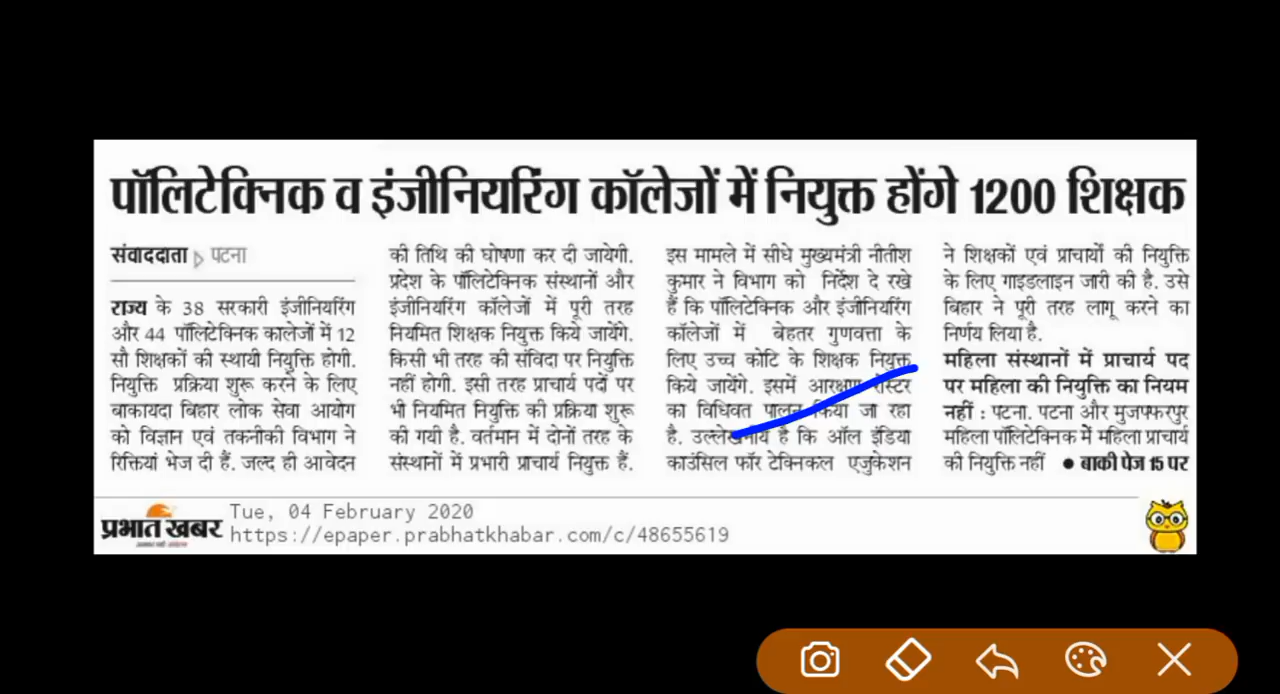 पॉलिटेक्निक व इंजीनियरिंग कॉलेजों में नियुक्त होंगे 1200 शिक्षक
संवाददाता ▷ पटना
राज्य के 38 सरकारी इंजीनियरिंग
और 44 पॉलिटेक्निक कालेजों में 12
सौ शिक्षकों की स्थायी नियुक्ति होगी.
नियुक्ति प्रक्रिया शुरू करने के लिए
बाकायदा बिहार लोक सेवा आयोग
को विज्ञान एवं तकनीकी विभाग ने
रिक्तियां भेज दी हैं. जल्द ही आवेदन
की तिथि की घोषणा कर दी जायेगी.
प्रदेश के पॉलिटेक्निक संस्थानों और
इंजीनियरिंग कॉलेजों में पूरी तरह
नियमित शिक्षक नियुक्त किये जायेंगे.
किसी भी तरह की संविदा पर नियुक्ति
नहीं होगी. इसी तरह प्राचार्य पदों पर
भी नियमित नियुक्ति की प्रक्रिया शुरू
की गयी है. वर्तमान में दोनों तरह के
संस्थानों में प्रभारी प्राचार्य नियुक्त हैं.
इस मामले में सीधे मुख्यमंत्री नीतीश
कुमार ने विभाग को निर्देश दे रखे
हैं कि पॉलिटेक्निक और इंजीनियरिंग
कॉलेजों में बेहतर गुणवत्ता के
लिए उच्च कोटि के शिक्षक नियुक्त
किये जायेंगे. इसमें आरक्षण रोस्टर
का विधिवत पालन किया जा रहा
है. उल्लेखनीय है कि ऑल इंडिया
काउंसिल फॉर टेक्निकल एजुकेशन
ने शिक्षकों एवं प्राचार्यों की नियुक्ति
के लिए गाइडलाइन जारी की है. उसे
बिहार ने पूरी तरह लागू करने का
निर्णय लिया है.
महिला संस्थानों में प्राचार्य पद
पर महिला की नियुक्ति का नियम
नहीं : पटना. पटना और मुजफ्फरपुर
महिला पॉलिटेक्निक में महिला प्राचार्य
की नियुक्ति नहीं ● बाकी पेज 15 पर
प्रभात खबर
Tue, 04 February 2020
https://epaper.prabhatkhabar.com/c/48655619